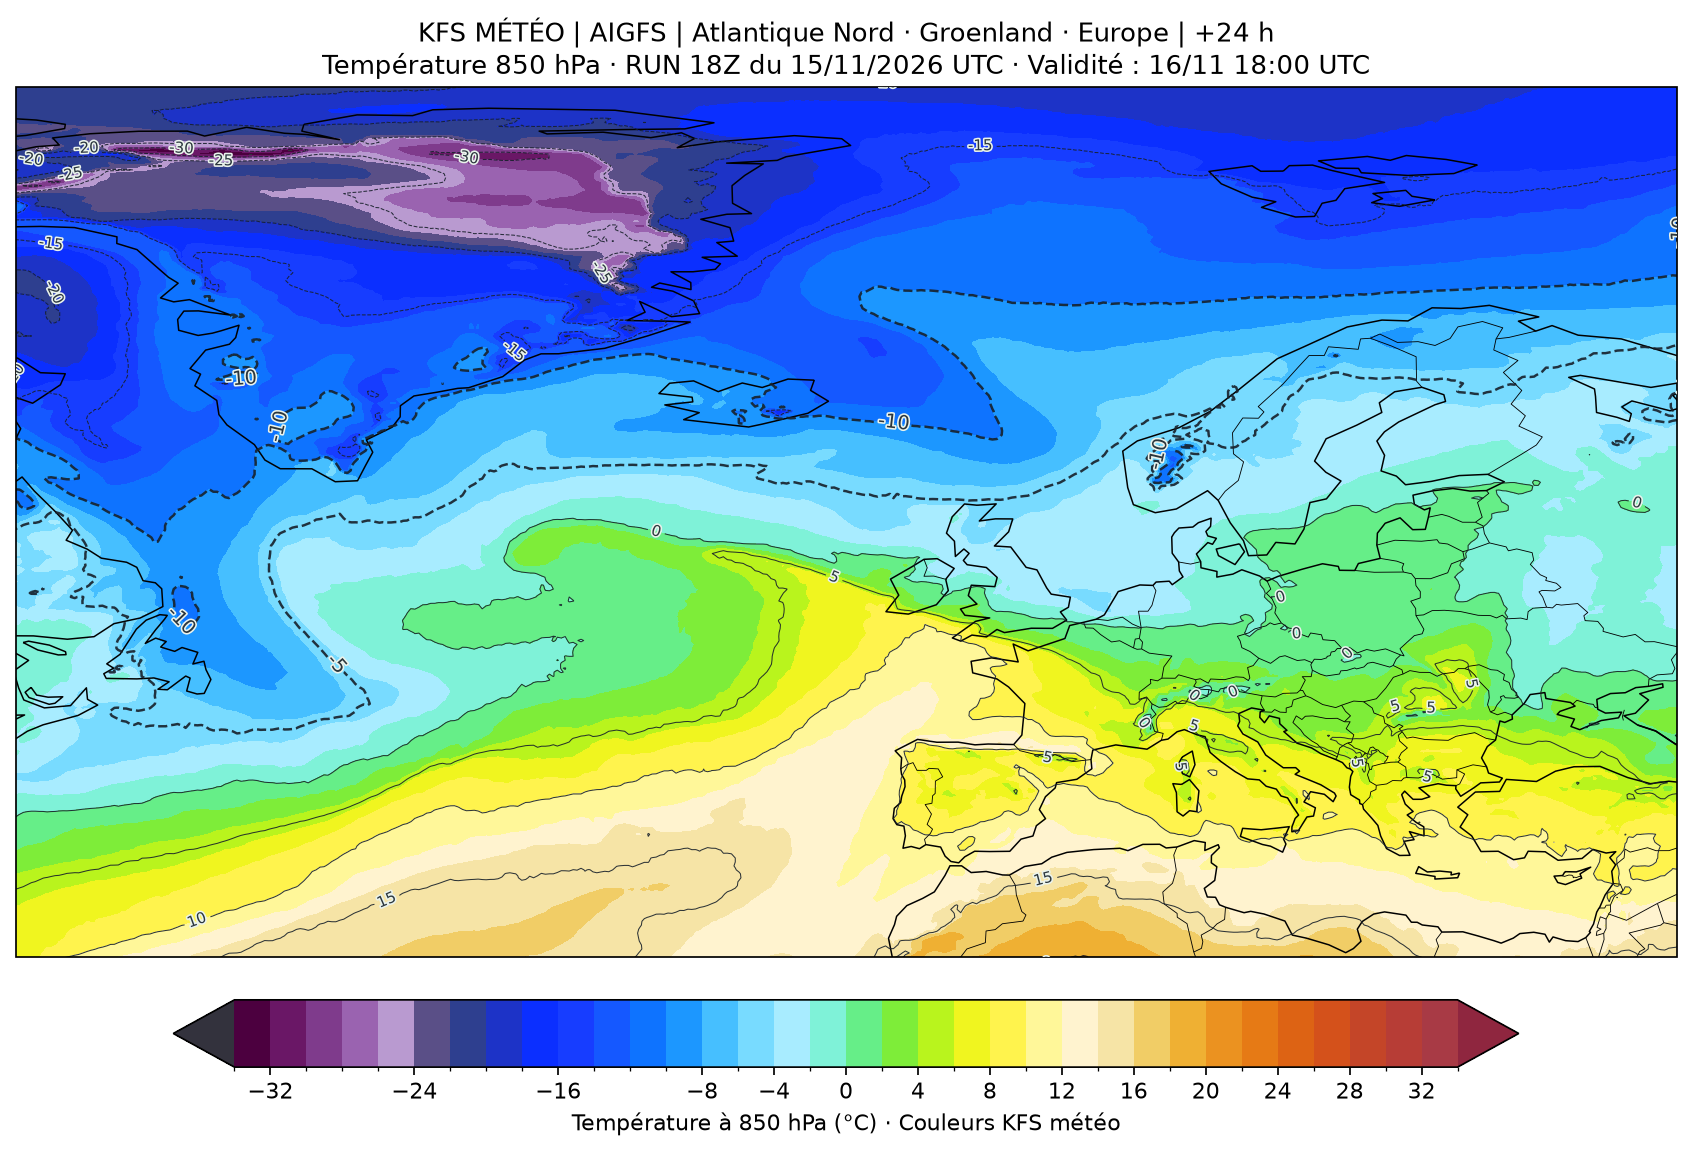 KFS MÉTÉO | AIGFS | Atlantique Nord · Groenland · Europe | +24 h
Température 850 hPa · RUN 18Z du 15/11/2026 UTC · Validité : 16/11 18:00 UTC
-20 -20 -30 -25 -30 -15
-25
-15 -10
-25
-20
-15
-10
-10 -10
-10
0 0
5
0
-10 0
-5 0
0 0 5
0 5 5
5
5 5 5
5
15
15
10
−32 −24 −16 −8 −4 0 4 8 12 16 20 24 28 32
Température à 850 hPa (°C) · Couleurs KFS météo